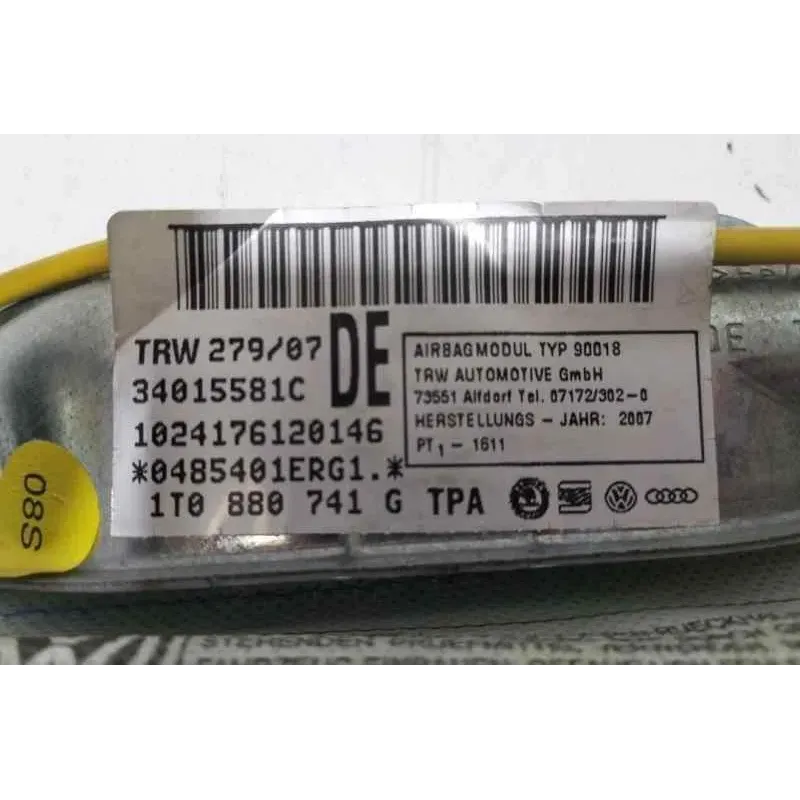 TRW 279/07 DE
34015581C
1024176120146
*0485401ERG1.*
1T0 880 741 G TPA
AIRBAGMODUL TYP 90018
TRW AUTOMOTIVE GmbH
73551 Alfdorf Tel. 07172/302-0
HERSTELLUNGS - JAHR: 2007
PT1 - 1611
08S